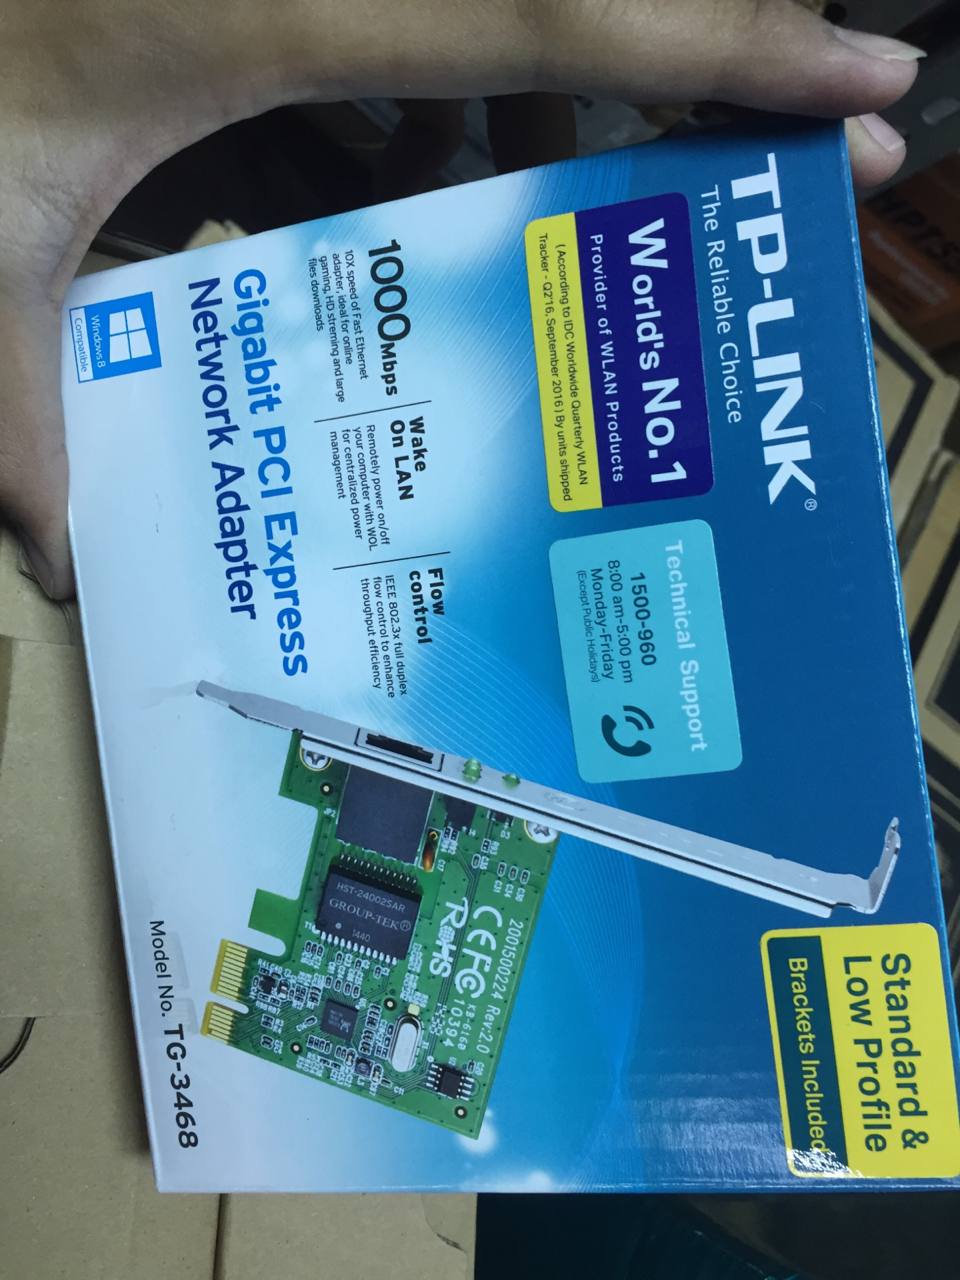 TP-LINK®
The Reliable Choice
World's No.1
Provider of WLAN Products
(According to IDC Worldwide Quarterly WLAN
Tracker - Q2'16, September 2016) By units shipped
Technical Support
1500-960
8:00 am-5:00 pm
Monday-Friday
(Except Public Holidays)
Standard &
Low Profile
Brackets Included
1000Mbps
10X speed of Fast Ethernet
adapter, ideal for online
gaming, HD streming and large
files downloads
Wake
On LAN
Remotely power on/off
your computer with WOL
for centralized power
management
Flow
control
IEEE 802.3x full duplex
flow control to enhance
throughput efficiency
Gigabit PCI Express
Network Adapter
Windows 8
Compatible
2001500224 Rev:2.0
CE FC
10394
RoHS
HST-24002SAR
GROUP-TEK®
1440
Model No. TG-3468